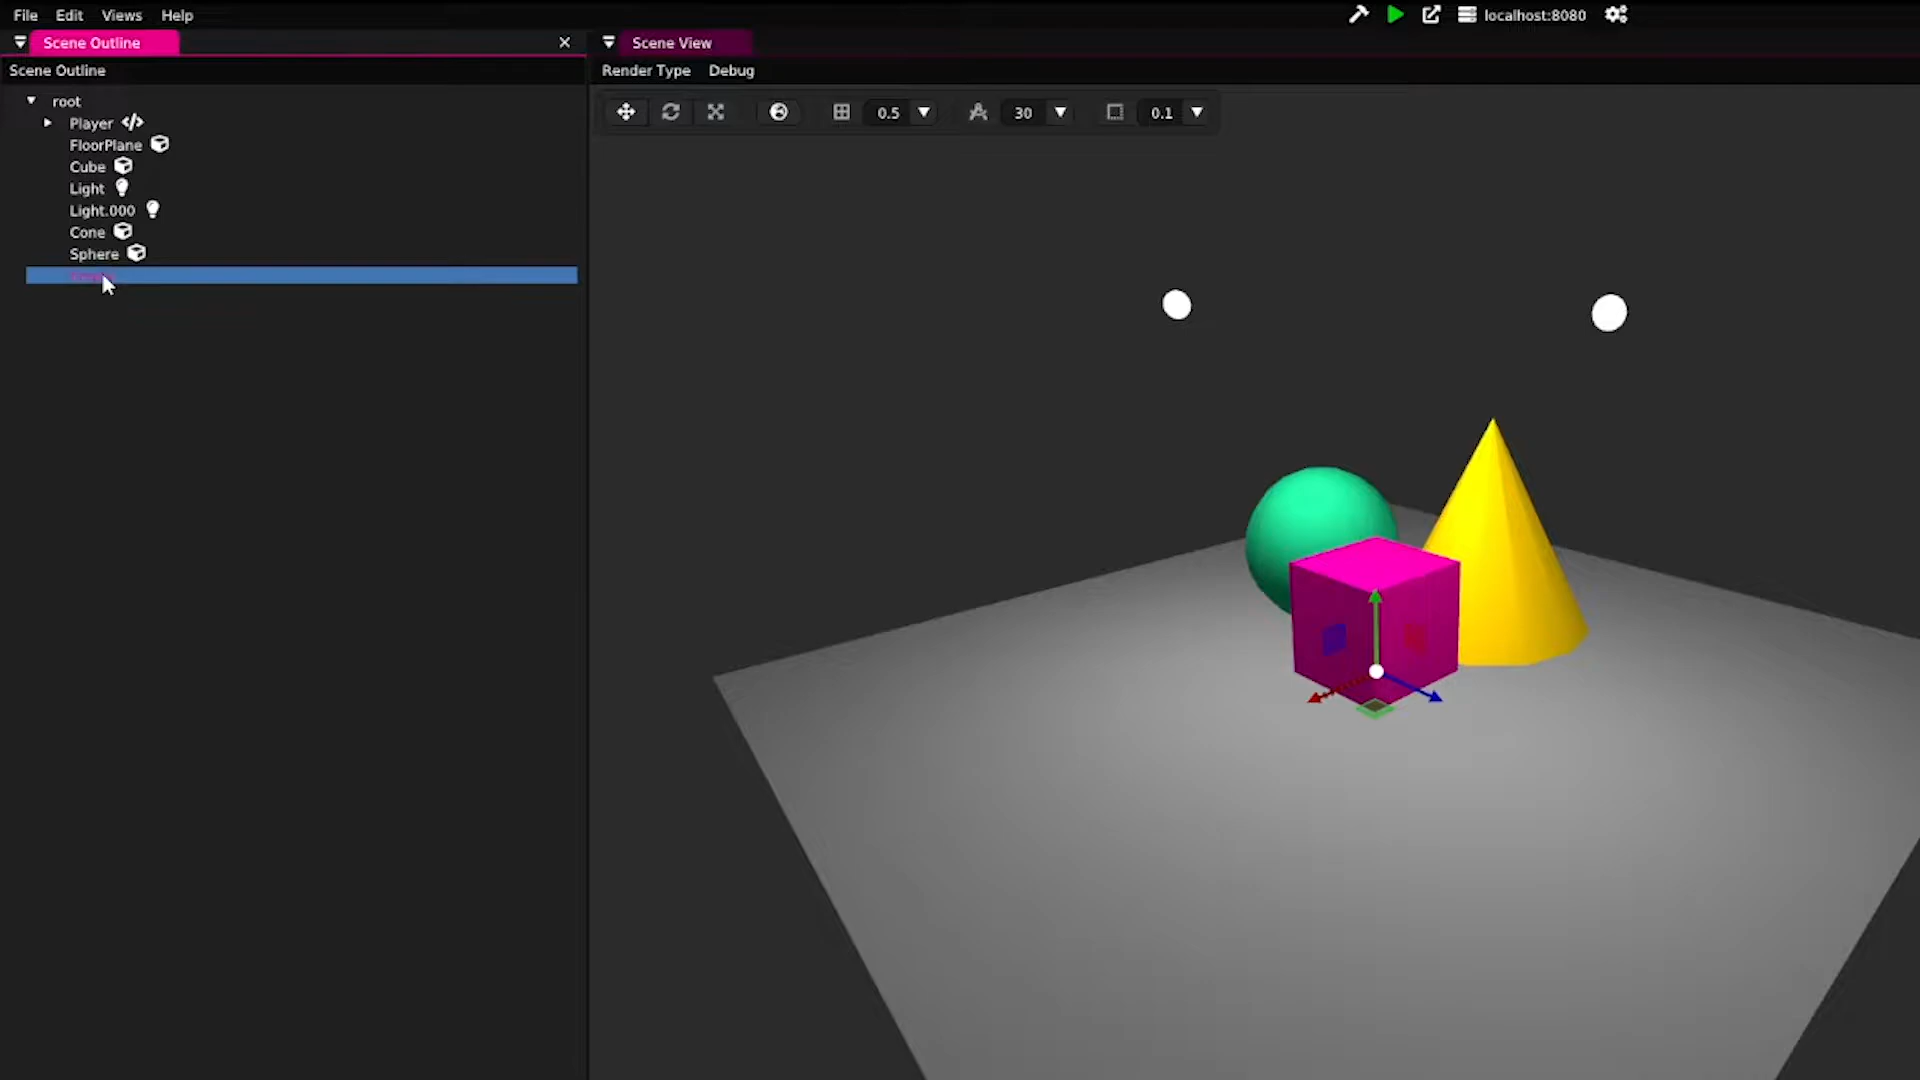 File Edit Views Help
localhost:8080
Scene Outline
Scene View
Scene Outline
Render Type Debug
root
Player
FloorPlane
Cube
Light
Light.000
Cone
Sphere
0.5
30
0.1